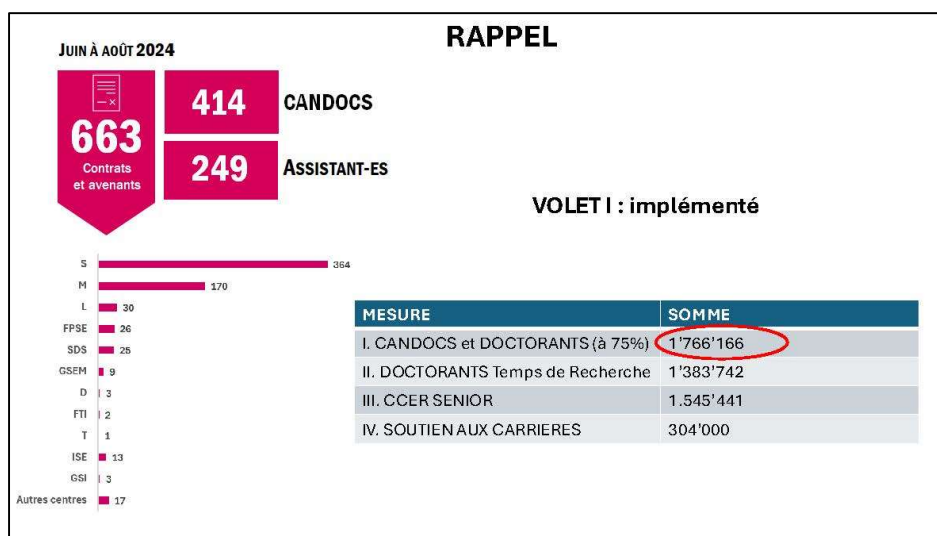 RAPPEL
JUIN À AOÛT 2024
663
Contrats
et avenants
414 CANDOCS
249 ASSISTANT-ES
VOLET I : implémenté
S 364
M 170
L 30
FPSE 26
SDS 25
GSEM 9
D 3
FTI 2
T 1
ISE 13
GSI 3
Autres centres 17
MESURE SOMME
I. CANDOCS et DOCTORANTS (à 75%) 1'766'166
II. DOCTORANTS Temps de Recherche 1'383'742
III. CCER SENIOR 1.545'441
IV. SOUTIEN AUX CARRIERES 304'000